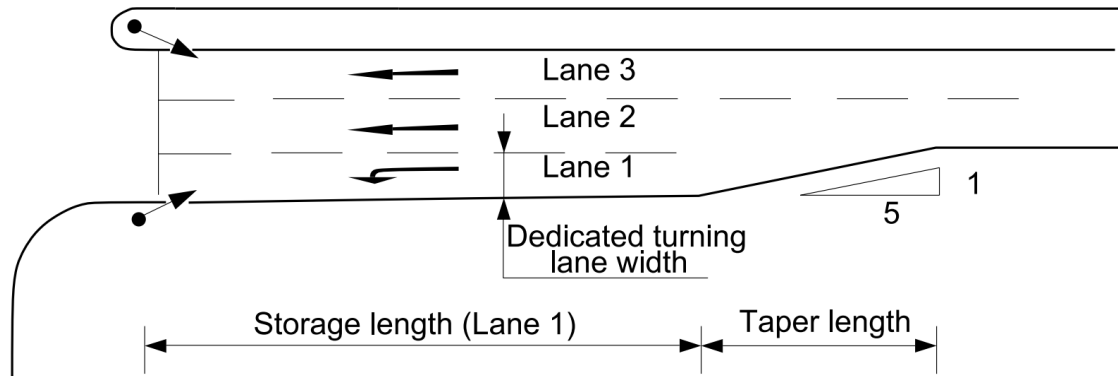 Lane 3
Lane 2
Lane 1
1
5
Dedicated turning
lane width
Storage length (Lane 1)
Taper length